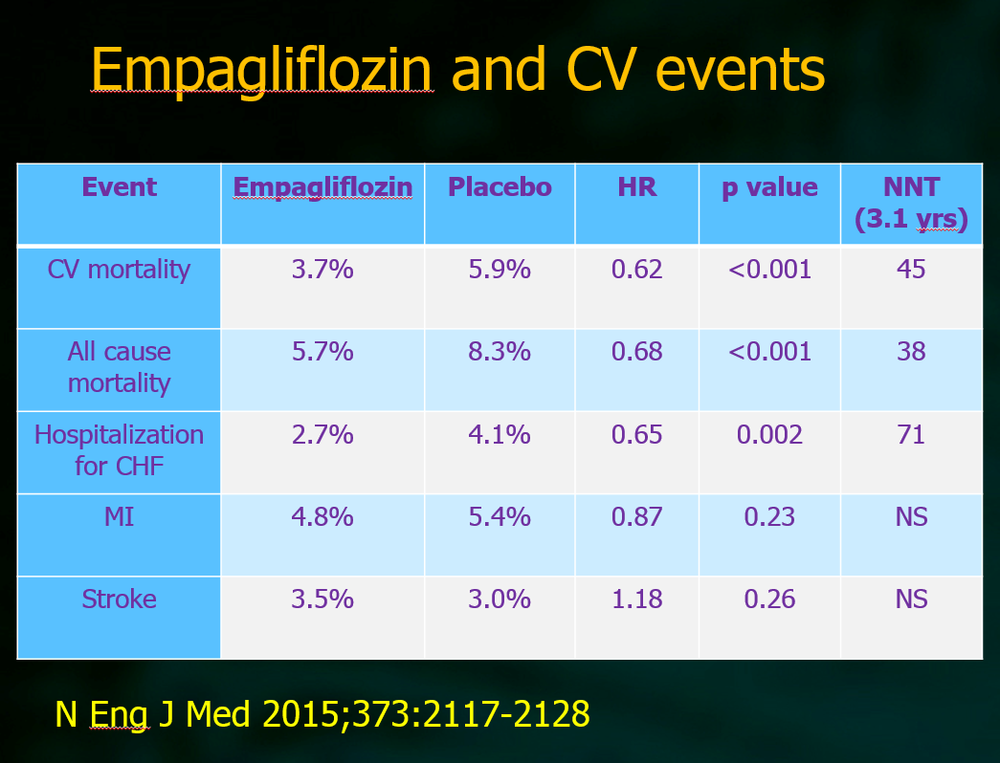 Empagliflozin and CV events
Event Empagliflozin Placebo HR p value NNT
(3.1 yrs)
CV mortality 3.7% 5.9% 0.62 <0.001 45
All cause 5.7% 8.3% 0.68 <0.001 38
mortality
Hospitalization 2.7% 4.1% 0.65 0.002 71
for CHF
MI 4.8% 5.4% 0.87 0.23 NS
Stroke 3.5% 3.0% 1.18 0.26 NS
N Eng J Med 2015;373:2117-2128